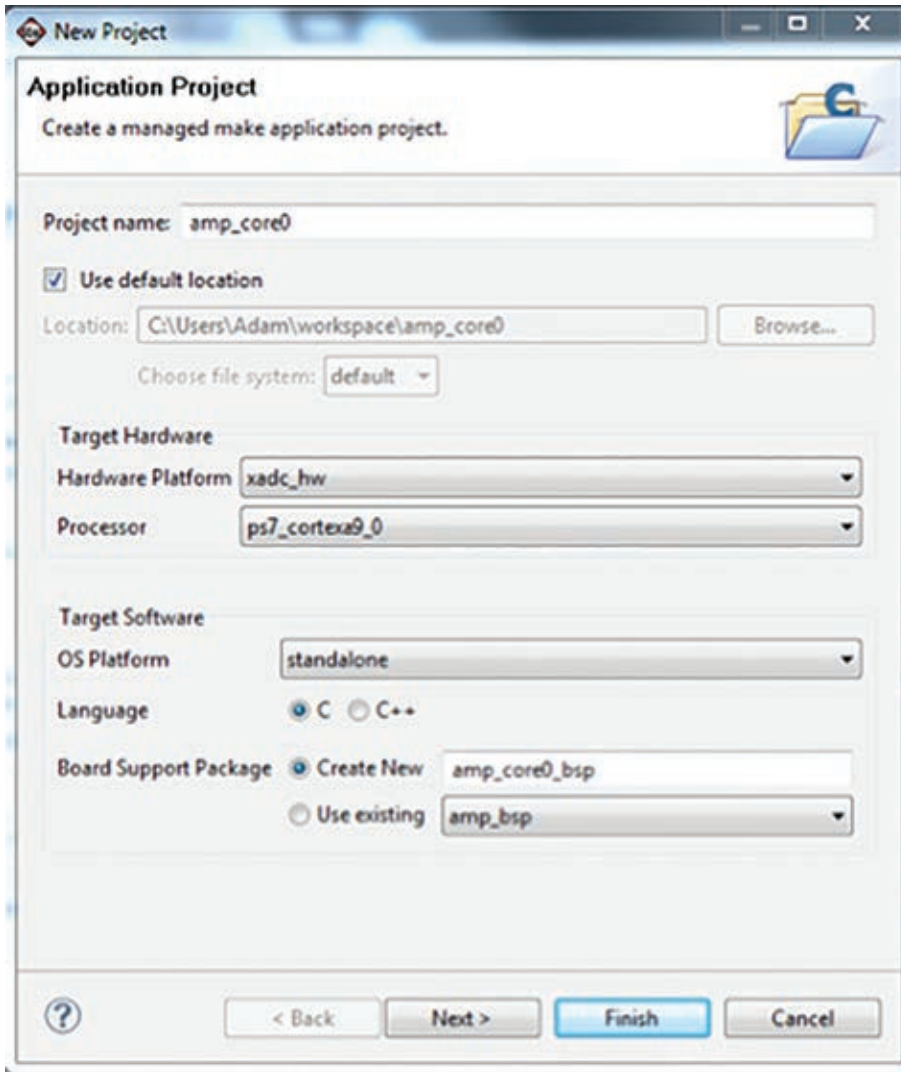 New Project
Application Project
Create a managed make application project.
C
Project name: amp_core0
Use default location
Location: C:\Users\Adam\workspace\amp_core0 Browse...
Choose file system: default
Target Hardware
Hardware Platform xadc_hw
Processor ps7_cortexa9_0
Target Software
OS Platform standalone
Language C C++
Board Support Package Create New amp_core0_bsp
Use existing amp_bsp
? < Back Next > Finish Cancel